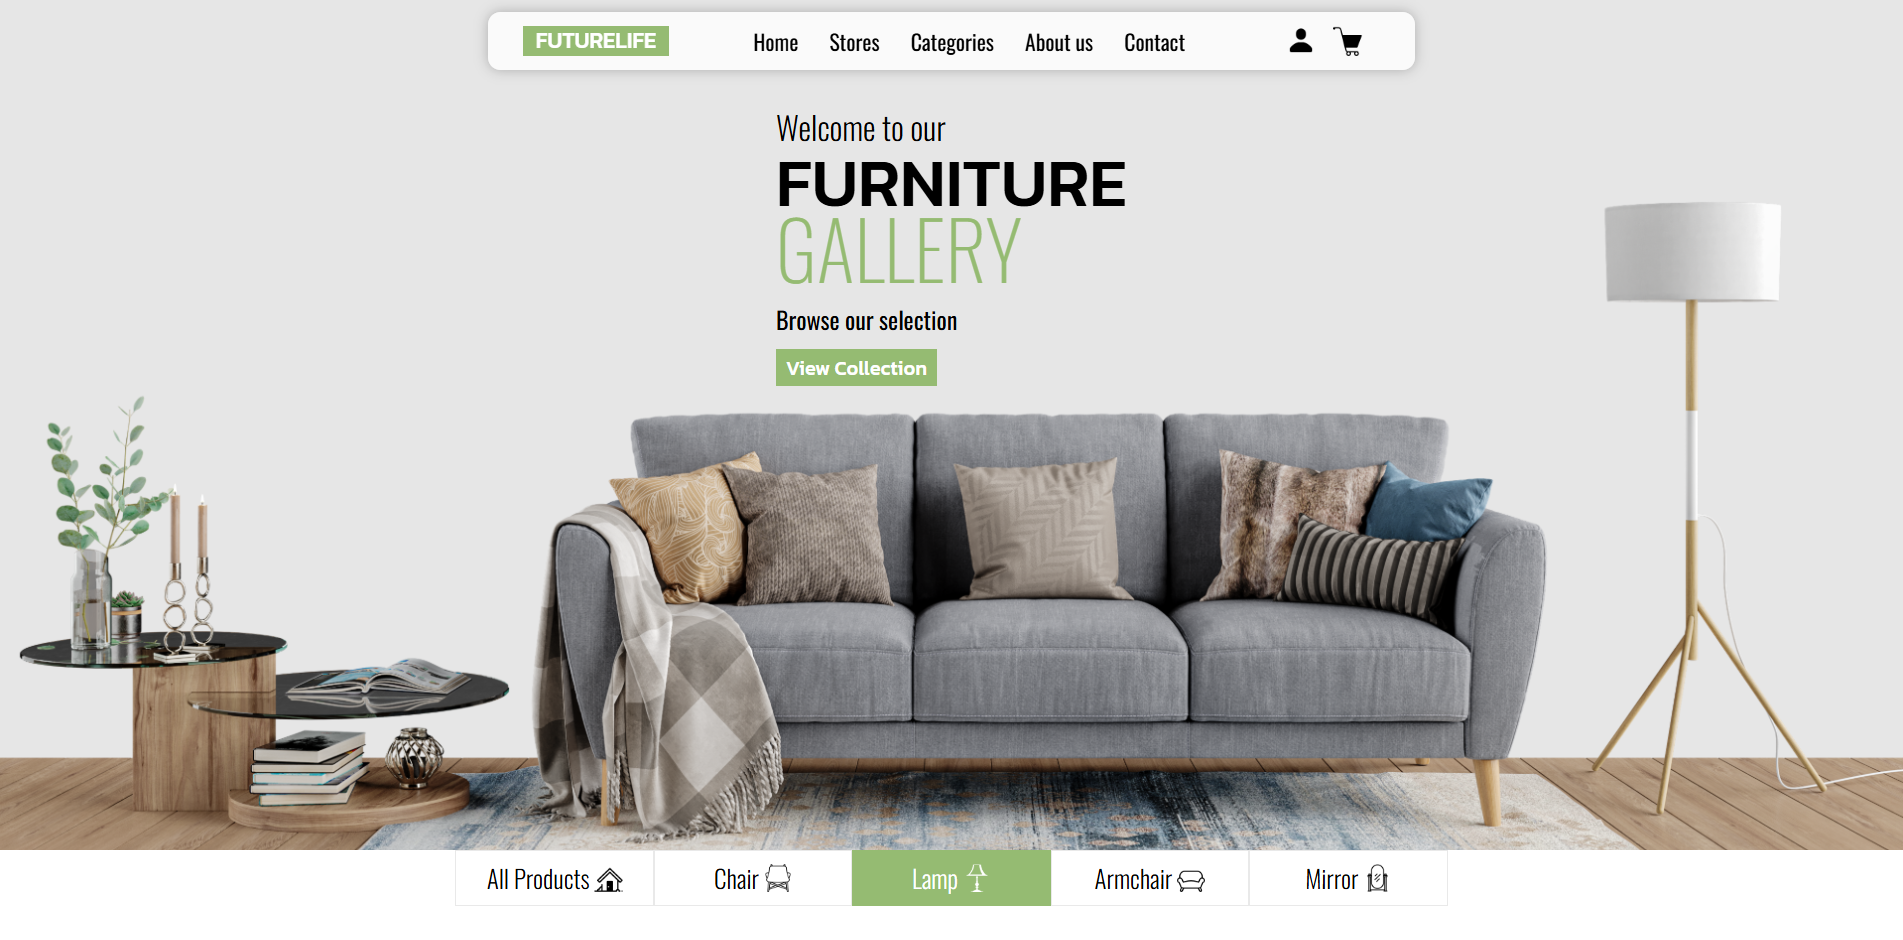 FUTURELIFE
Home Stores Categories About us Contact
Welcome to our
FURNITURE
GALLERY
Browse our selection
View Collection
All Products Chair Lamp Armchair Mirror